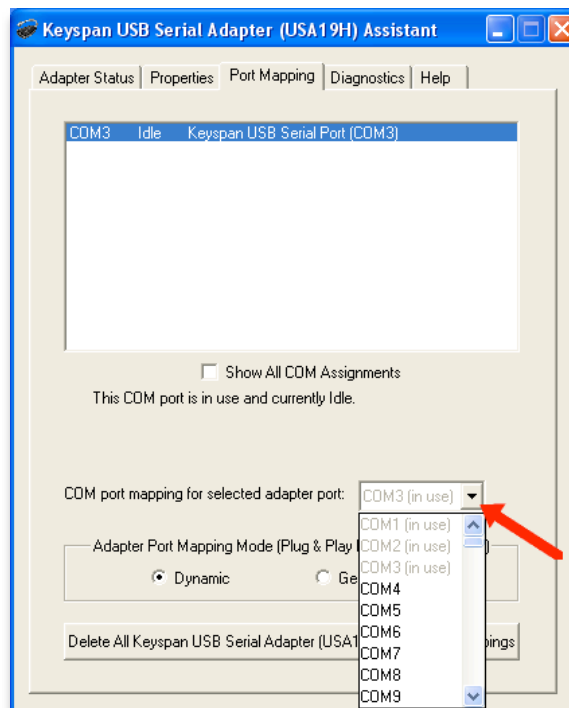 Keyspan USB Serial Adapter (USA19H) Assistant
Adapter Status Properties Port Mapping Diagnostics Help
COM3 Idle Keyspan USB Serial Port (COM3)
Show All COM Assignments
This COM port is in use and currently Idle.
COM port mapping for selected adapter port: COM3 (in use)
COM1 (in use)
Adapter Port Mapping Mode (Plug & Play COM2 (in use)
COM3 (in use)
Dynamic Ge COM4
COM5
COM6
Delete All Keyspan USB Serial Adapter (USA1 COM7 pings
COM8
COM9